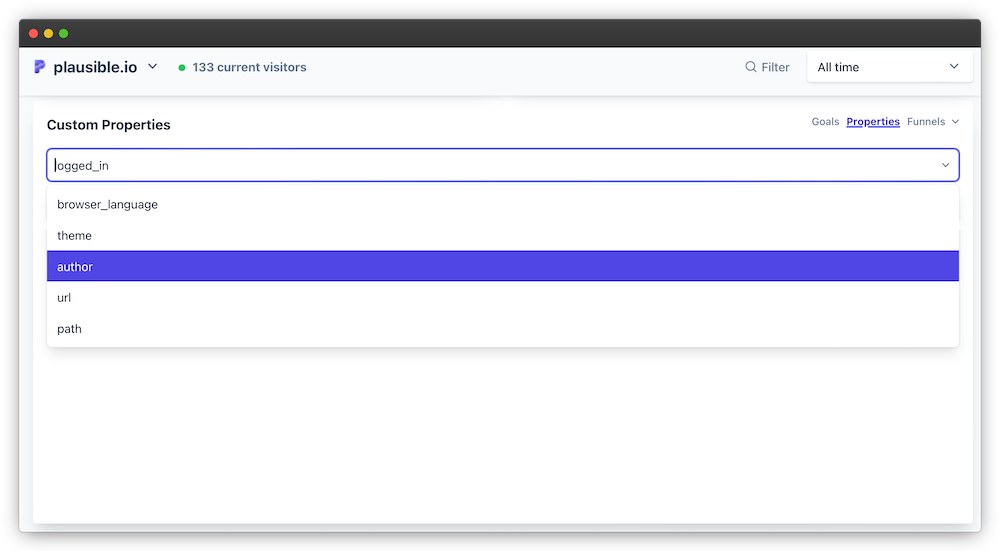 plausible.io
133 current visitors
Filter
All time
Custom Properties
Goals Properties Funnels
logged_in
browser_language
theme
author
url
path